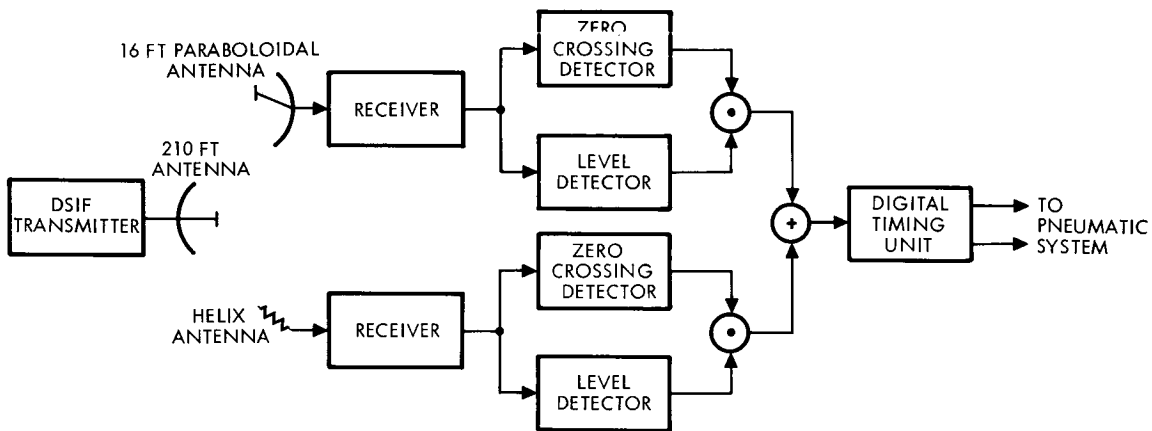 16 FT PARABOLOIDAL
ANTENNA
RECEIVER
ZERO
CROSSING
DETECTOR
LEVEL
DETECTOR
210 FT
ANTENNA
DSIF
TRANSMITTER
+
DIGITAL
TIMING
UNIT
TO
PNEUMATIC
SYSTEM
HELIX
ANTENNA
RECEIVER
ZERO
CROSSING
DETECTOR
LEVEL
DETECTOR